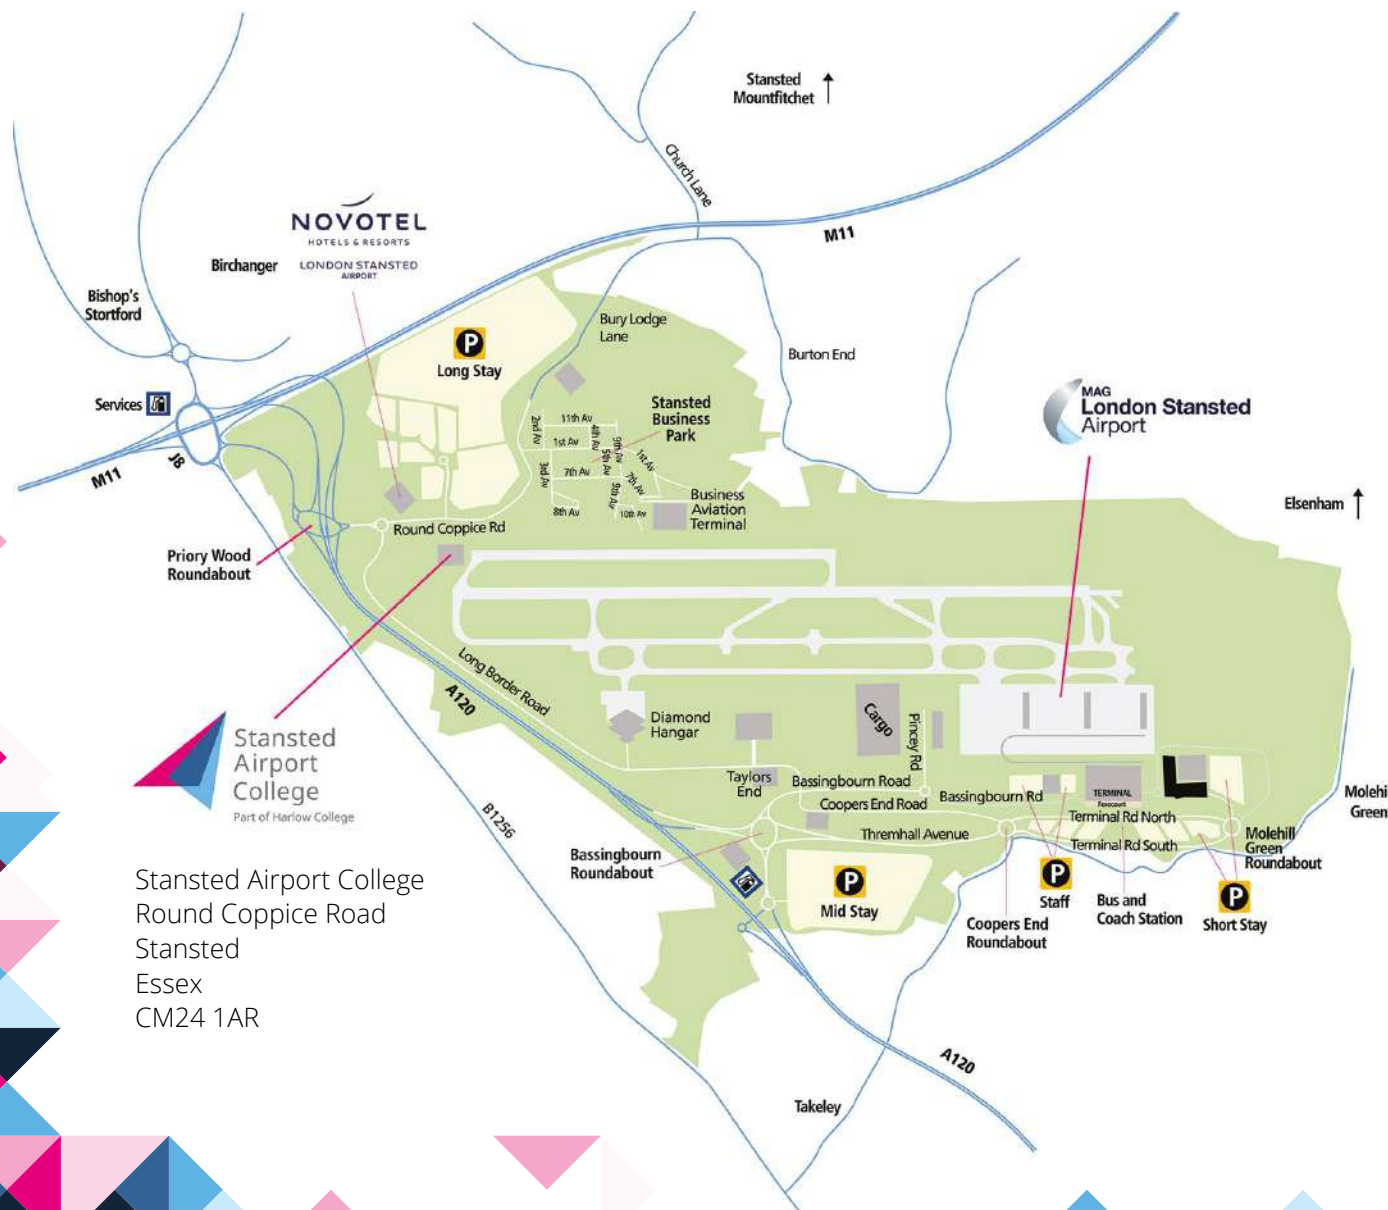 Stansted
Mountfitchet
Church Lane
M11
NOVOTEL
HOTELS & RESORTS
LONDON STANSTED
AIRPORT
Birchanger
Bishop's
Stortford
Services
M11
J8
P
Long Stay
Bury Lodge
Lane
Burton End
MAG
London Stansted
Airport
Stansted
Business
Park
2nd Av
11th Av
4th Av
9th Av
1st Av
5th Av
1st Av
3rd Av
7th Av
7th Av
9th Av
8th Av
10th Av
Business
Aviation
Terminal
Elsenham
Round Coppice Rd
Priory Wood
Roundabout
Long Border Road
A120
Stansted
Airport
College
Part of Harlow College
Diamond
Hangar
Cargo
Pincey Rd
Taylors
End
Bassingbourn Road
Coopers End Road
Bassingbourn Rd
TERMINAL
Forecourt
Terminal Rd North
Thremhall Avenue
Terminal Rd South
Molehill
Green
Roundabout
Molehi
Green
B1256
Bassingbourn
Roundabout
P
Mid Stay
P
Staff
Coopers End
Roundabout
Bus and
Coach Station
P
Short Stay
Stansted Airport College
Round Coppice Road
Stansted
Essex
CM24 1AR
A120
Takeley